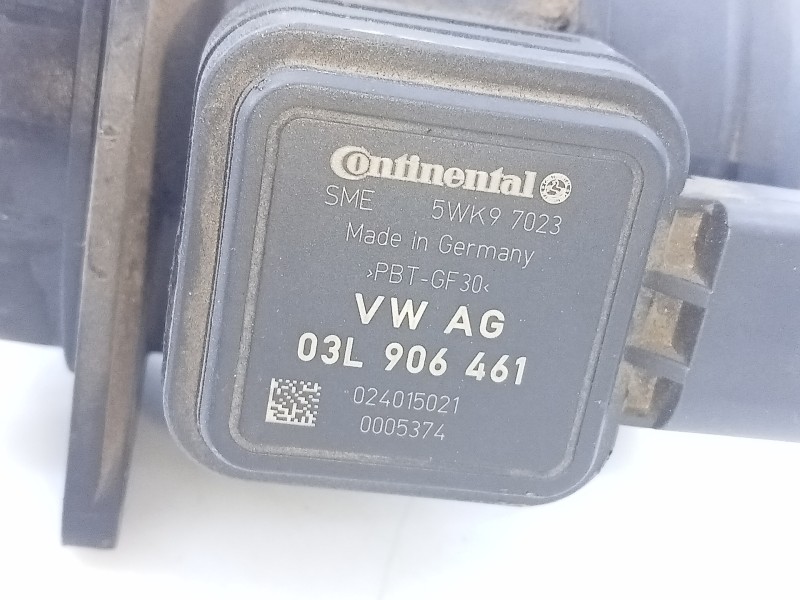 Continental
SME 5WK9 7023
Made in Germany
>PBT-GF30<
VW AG
03L 906 461
024015021
0005374